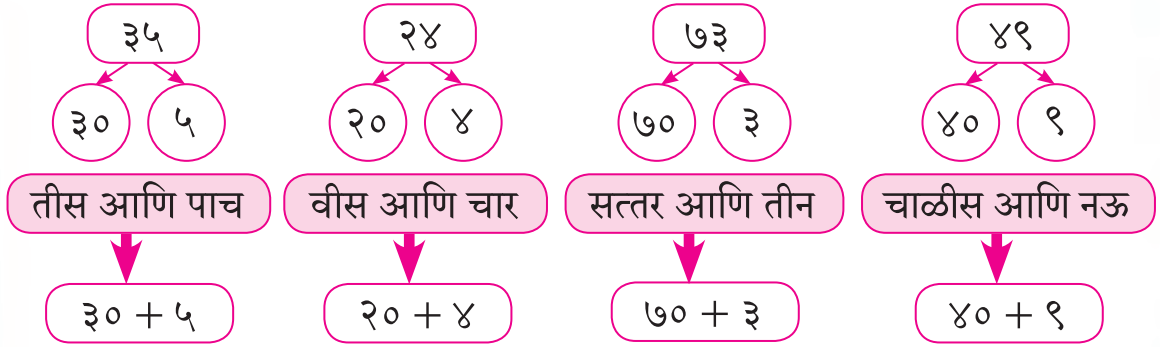 ३५ २४ ७३ ४९
३० ५ २० ४ ७० ३ ४० ९
तीस आणि पाच वीस आणि चार सत्तर आणि तीन चाळीस आणि नऊ
३० + ५ २० + ४ ७० + ३ ४० + ९